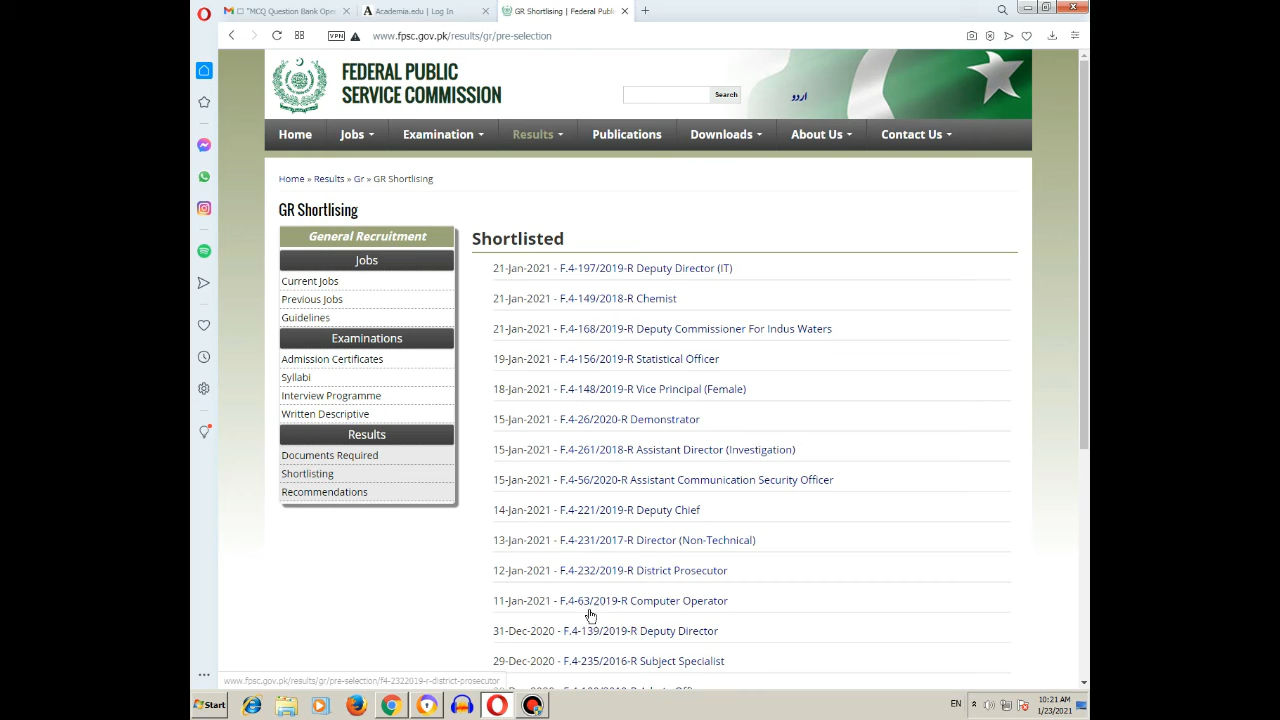 "MCQ Question Bank Ope
Academia.edu | Log In
GR Shortlisting | Federal Publi
VPN
www.fpsc.gov.pk/results/gr/pre-selection
FEDERAL PUBLIC
SERVICE COMMISSION
Search
اردو
Home
Jobs
Examination
Results
Publications
Downloads
About Us
Contact Us
Home » Results » Gr » GR Shortlising
GR Shortlising
General Recruitment
Jobs
Current Jobs
Previous Jobs
Guidelines
Examinations
Admission Certificates
Syllabi
Interview Programme
Written Descriptive
Results
Documents Required
Shortlisting
Recommendations
Shortlisted
21-Jan-2021 - F.4-197/2019-R Deputy Director (IT)
21-Jan-2021 - F.4-149/2018-R Chemist
21-Jan-2021 - F.4-168/2019-R Deputy Commissioner For Indus Waters
19-Jan-2021 - F.4-156/2019-R Statistical Officer
18-Jan-2021 - F.4-148/2019-R Vice Principal (Female)
15-Jan-2021 - F.4-26/2020-R Demonstrator
15-Jan-2021 - F.4-261/2018-R Assistant Director (Investigation)
15-Jan-2021 - F.4-56/2020-R Assistant Communication Security Officer
14-Jan-2021 - F.4-221/2019-R Deputy Chief
13-Jan-2021 - F.4-231/2017-R Director (Non-Technical)
12-Jan-2021 - F.4-232/2019-R District Prosecutor
11-Jan-2021 - F.4-63/2019-R Computer Operator
31-Dec-2020 - F.4-139/2019-R Deputy Director
29-Dec-2020 - F.4-235/2016-R Subject Specialist
www.fpsc.gov.pk/results/gr/pre-selection/f4-2322019-r-district-prosecutor
Start
EN
10:21 AM
1/23/2021